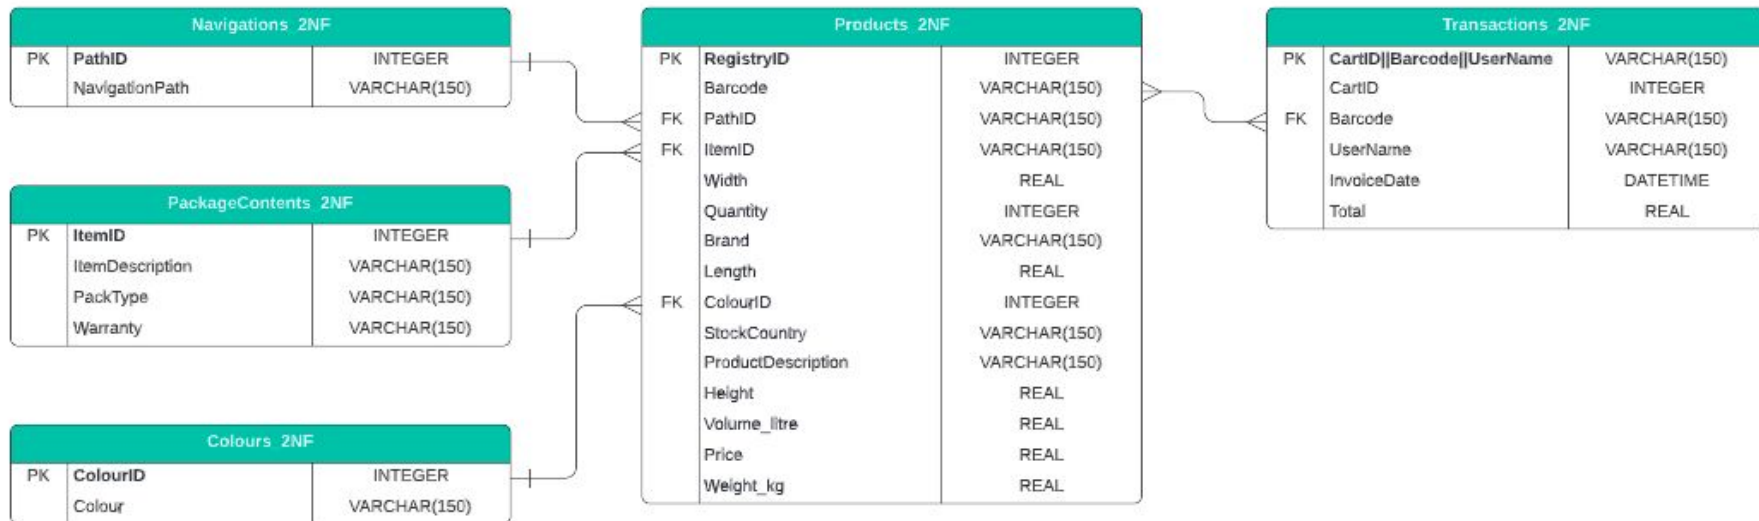 Navigations_2NF
PK PathID INTEGER
NavigationPath VARCHAR(150)
PackageContents_2NF
PK ItemID INTEGER
ItemDescription VARCHAR(150)
PackType VARCHAR(150)
Warranty VARCHAR(150)
Colours_2NF
PK ColourID INTEGER
Colour VARCHAR(150)
Products_2NF
PK RegistryID INTEGER
Barcode VARCHAR(150)
FK PathID VARCHAR(150)
FK ItemID VARCHAR(150)
Width REAL
Quantity INTEGER
Brand VARCHAR(150)
Length REAL
FK ColourID INTEGER
StockCountry VARCHAR(150)
ProductDescription VARCHAR(150)
Height REAL
Volume_litre REAL
Price REAL
Weight_kg REAL
Transactions_2NF
PK CartID||Barcode||UserName VARCHAR(150)
CartID INTEGER
FK Barcode VARCHAR(150)
UserName VARCHAR(150)
InvoiceDate DATETIME
Total REAL